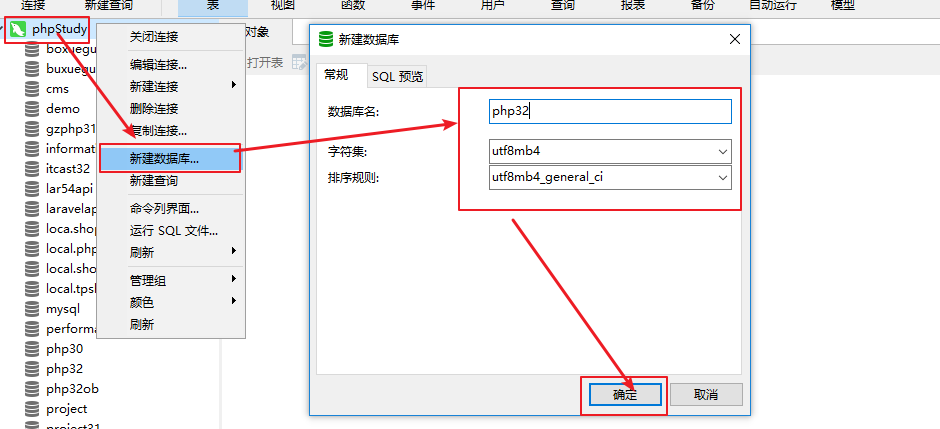 连接 新建查询 表 视图 函数 事件 用户 查询 报表 备份 自动运行 模型
phpStudy
boxuegu
buxuegu
cms
demo
gzphp31
informat
itcast32
lar54api
laravelap
loca.shop
local.php
local.sho
local.tpsl
mysql
performa
php30
php32
php32ob
project
project31
关闭连接
编辑连接...
新建连接
删除连接
复制连接...
新建数据库...
新建查询
命令列界面...
运行 SQL 文件...
刷新
管理组
颜色
刷新
对象
打开表
新建数据库
常规 SQL 预览
数据库名: php32
字符集: utf8mb4
排序规则: utf8mb4_general_ci
确定 取消